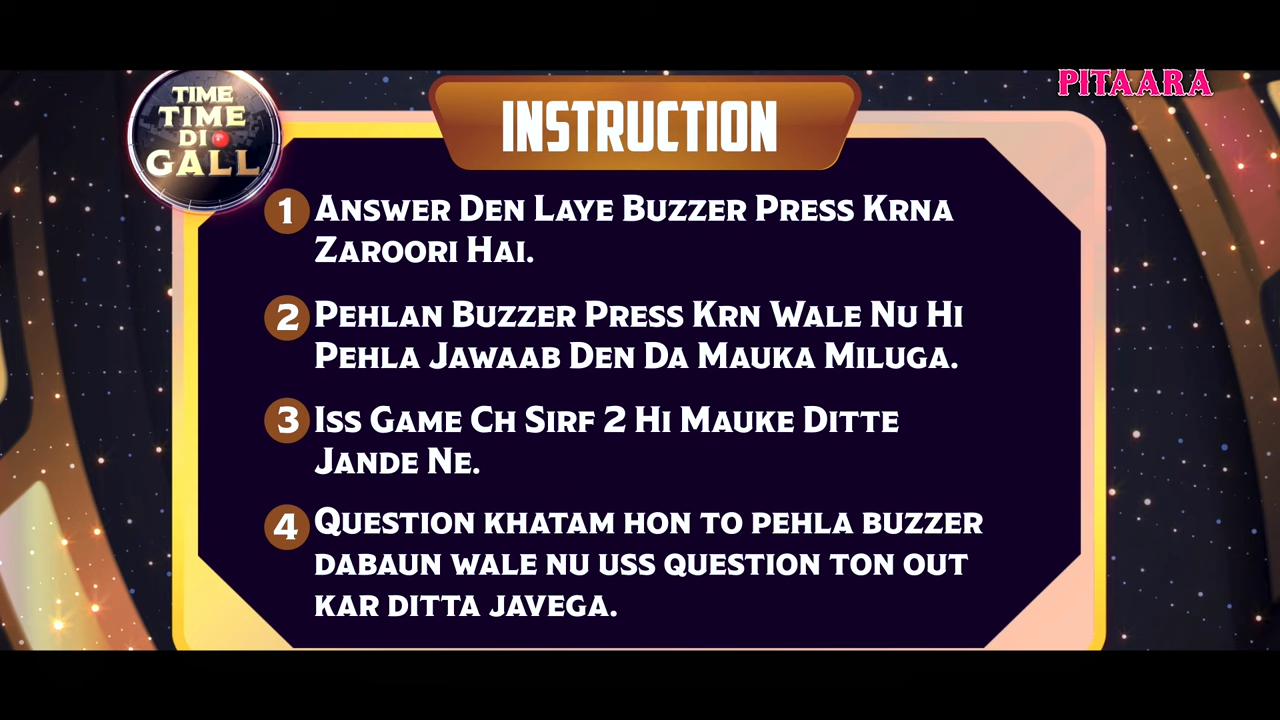 TIME
TIME
DI
GALL
PITAARA
INSTRUCTION
1 Answer Den Laye Buzzer Press Krna
Zaroori Hai.
2 Pehlan Buzzer Press Krn Wale Nu Hi
Pehla Jawaab Den Da Mauka Miluga.
3 Iss Game Ch Sirf 2 Hi Mauke Ditte
Jande Ne.
4 Question khatam hon to pehla buzzer
dabaun wale nu uss question ton out
kar ditta javega.